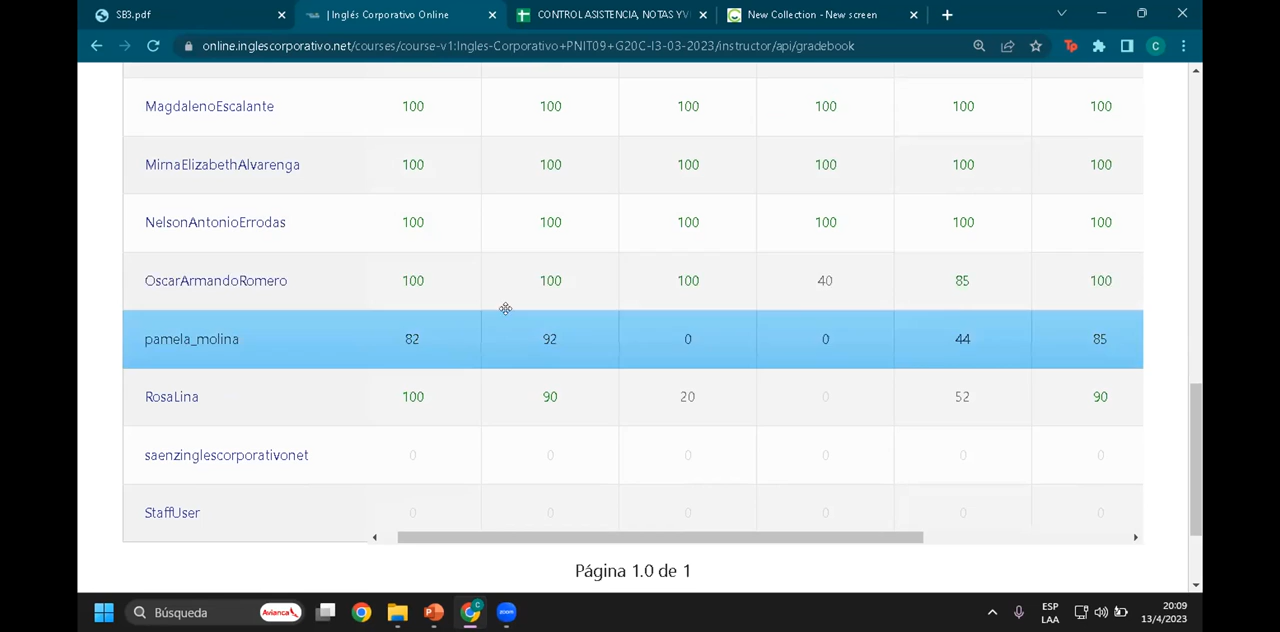 SB3.pdf | Inglés Corporativo Online CONTROL ASISTENCIA, NOTAS Y New Collection - New screen
online.inglescorporativo.net/courses/course-v1:Ingles-Corporativo+PNIT09+G20C-I3-03-2023/instructor/api/gradebook Tp C
MagdalenoEscalante 100 100 100 100 100 100
MirnaElizabethAlvarenga 100 100 100 100 100 100
NelsonAntonioErrodas 100 100 100 100 100 100
OscarArmandoRomero 100 100 100 40 85 100
pamela_molina 82 92 0 0 44 85
RosaLina 100 90 20 0 52 90
saenzinglescorporativonet 0 0 0 0 0 0
StaffUser 0 0 0 0 0 0
Página 1.0 de 1
Búsqueda Avianca zoom ESP 20:09
LAA 13/4/2023